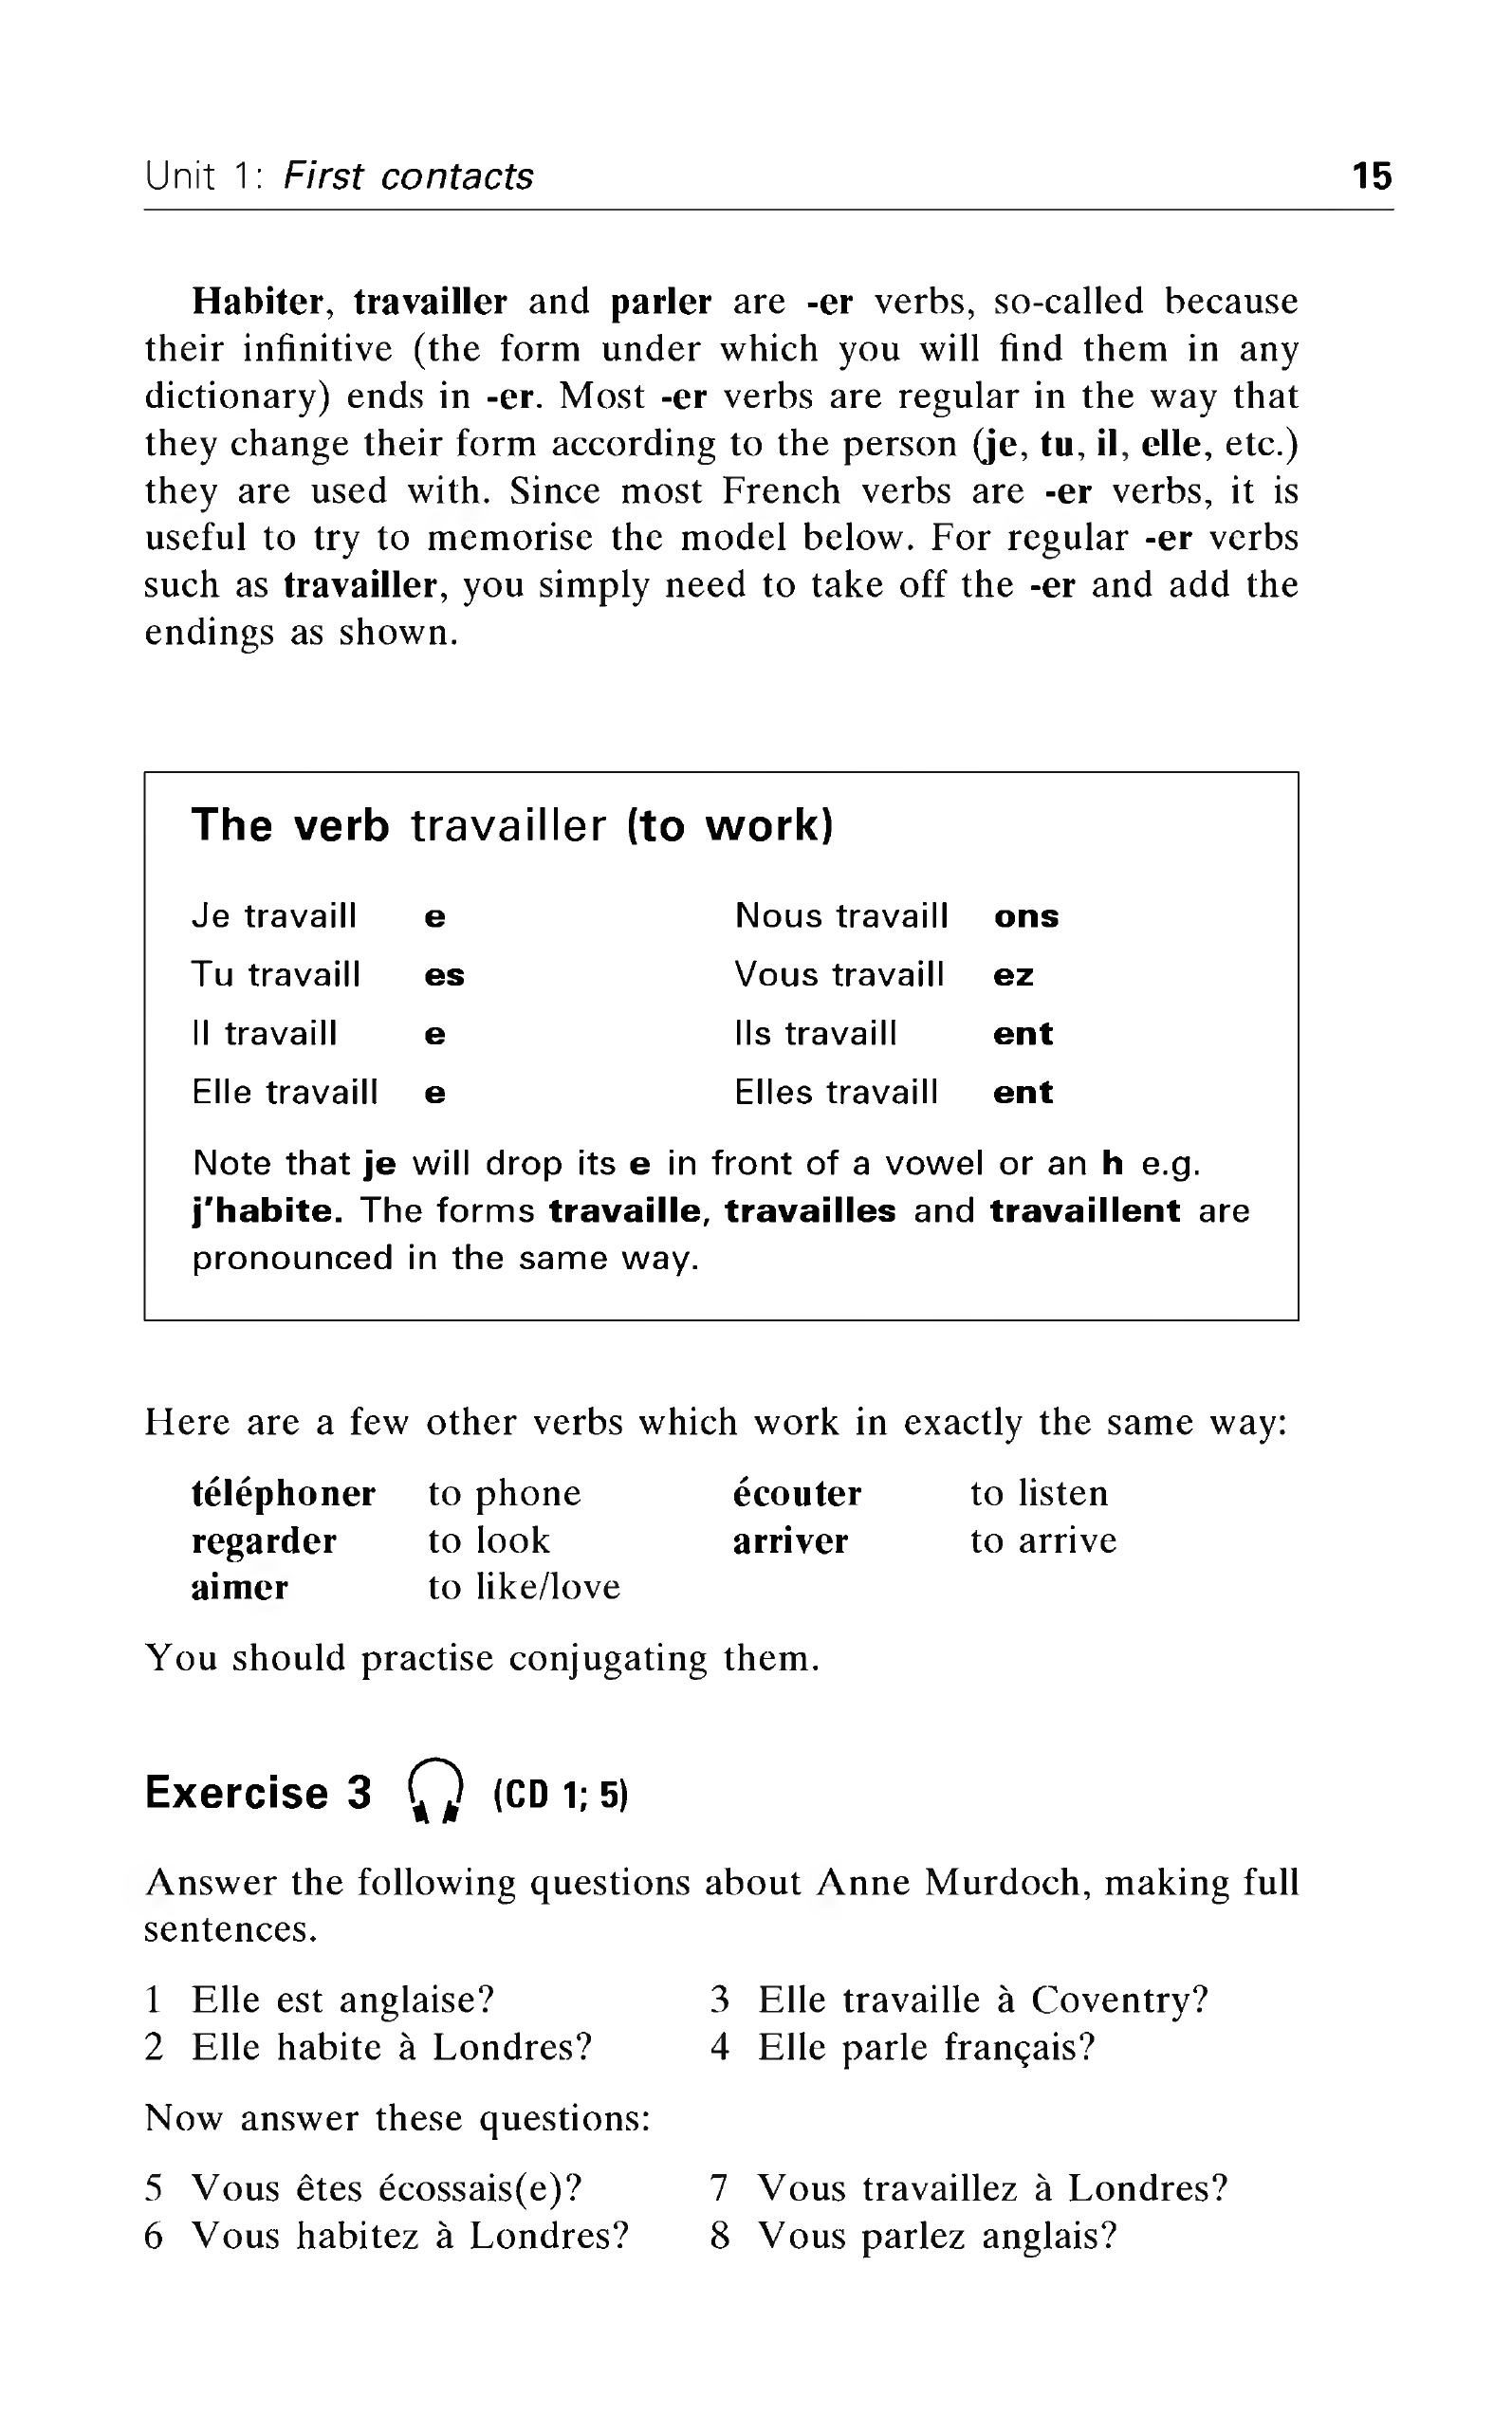 Unit 1: First contacts 15
Habiter, travailler and parler are -er verbs, so-called because
their infinitive (the form under which you will find them in any
dictionary) ends in -er. Most -er verbs are regular in the way that
they change their form according to the person (je, tu, il, elle, etc.)
they are used with. Since most French verbs are -er verbs, it is
useful to try to memorise the model below. For regular -er verbs
such as travailler, you simply need to take off the -er and add the
endings as shown.
The verb travailler (to work)
Je travaill e Nous travaill ons
Tu travaill es Vous travaill ez
Il travaill e Ils travaill ent
Elle travaill e Elles travaill ent
Note that je will drop its e in front of a vowel or an h e.g.
j'habite. The forms travaille, travailles and travaillent are
pronounced in the same way.
Here are a few other verbs which work in exactly the same way:
téléphoner to phone écouter to listen
regarder to look arriver to arrive
aimer to like/love
You should practise conjugating them.
Exercise 3 (CD 1; 5)
Answer the following questions about Anne Murdoch, making full
sentences.
1 Elle est anglaise? 3 Elle travaille à Coventry?
2 Elle habite à Londres? 4 Elle parle français?
Now answer these questions:
5 Vous êtes écossais(e)? 7 Vous travaillez à Londres?
6 Vous habitez à Londres? 8 Vous parlez anglais?